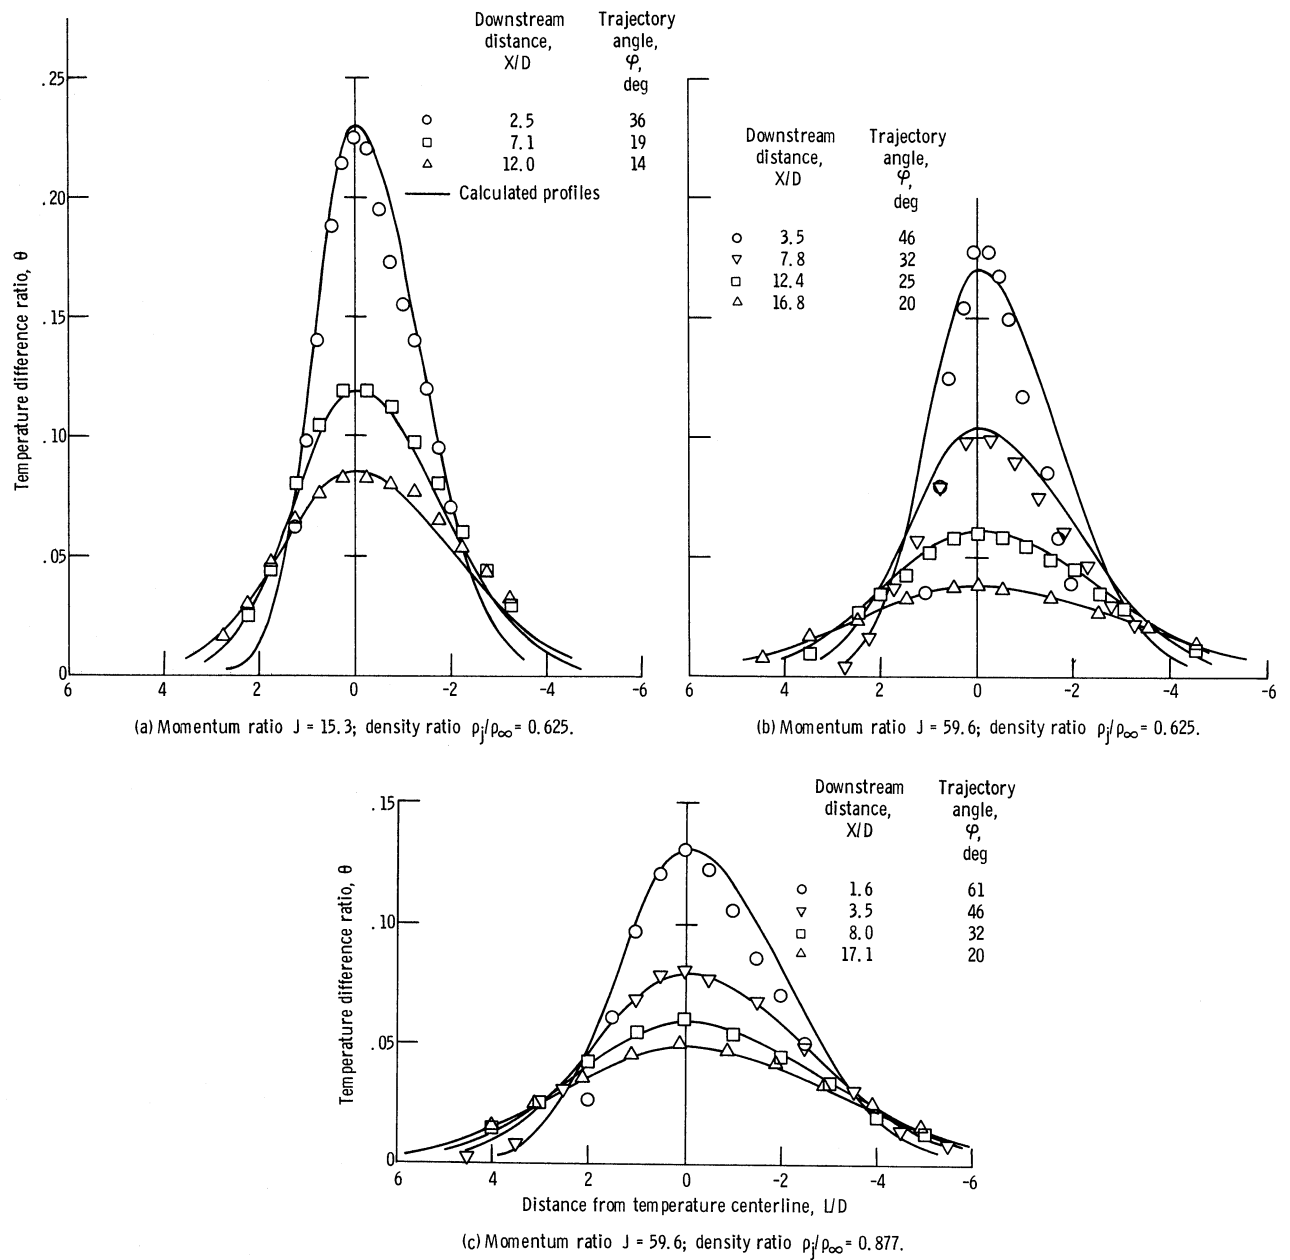 Downstream distance, X/D
Trajectory angle, φ, deg
2.5 36
7.1 19
12.0 14
Calculated profiles
Temperature difference ratio, θ
.25
.20
.15
.10
.05
0
6 4 2 0 -2 -4 -6
(a) Momentum ratio J = 15.3; density ratio ρj/ρ∞ = 0.625.
Downstream distance, X/D
Trajectory angle, φ, deg
3.5 46
7.8 32
12.4 25
16.8 20
6 4 2 0 -2 -4 -6
(b) Momentum ratio J = 59.6; density ratio ρj/ρ∞ = 0.625.
Downstream distance, X/D
Trajectory angle, φ, deg
1.6 61
3.5 46
8.0 32
17.1 20
Temperature difference ratio, θ
.15
.10
.05
0
6 4 2 0 -2 -4 -6
Distance from temperature centerline, L/D
(c) Momentum ratio J = 59.6; density ratio ρj/ρ∞ = 0.877.